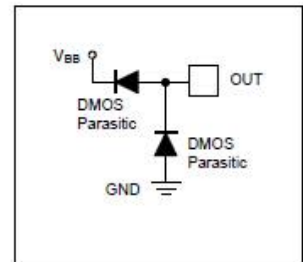 VBB
OUT
DMOS
Parasitic
DMOS
Parasitic
GND